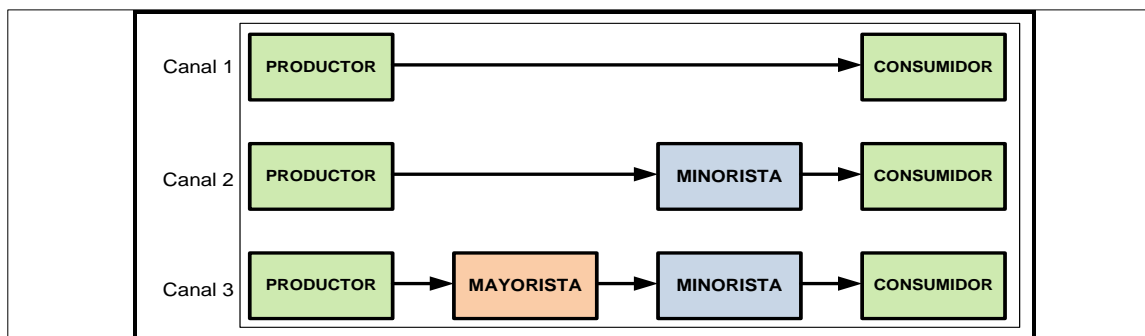 Canal 1 PRODUCTOR CONSUMIDOR
Canal 2 PRODUCTOR MINORISTA CONSUMIDOR
Canal 3 PRODUCTOR MAYORISTA MINORISTA CONSUMIDOR